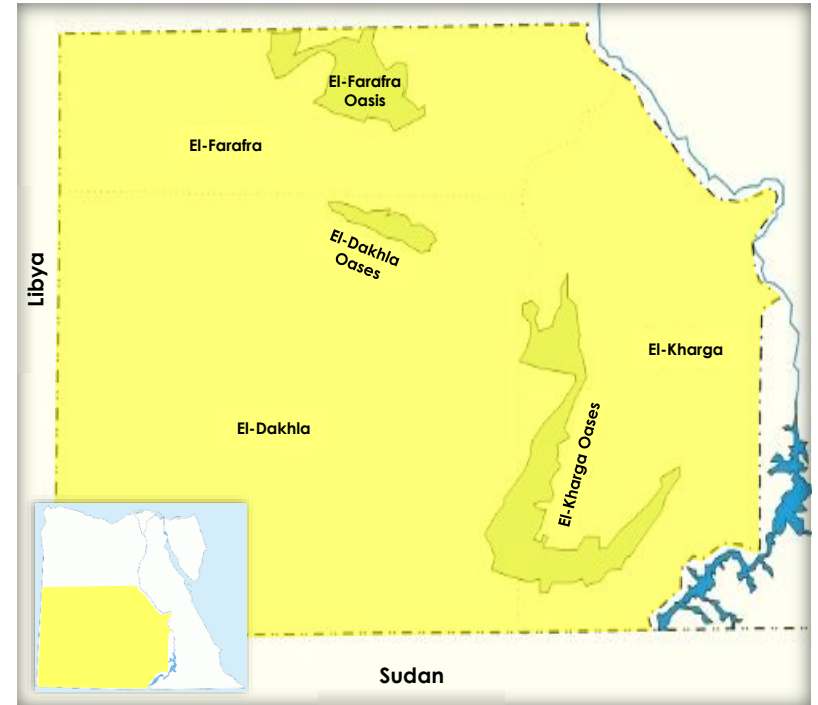 El-Farafra
Oasis
El-Farafra
El-Dakhla
Oases
Libya
El-Kharga
El-Kharga Oases
El-Dakhla
Sudan